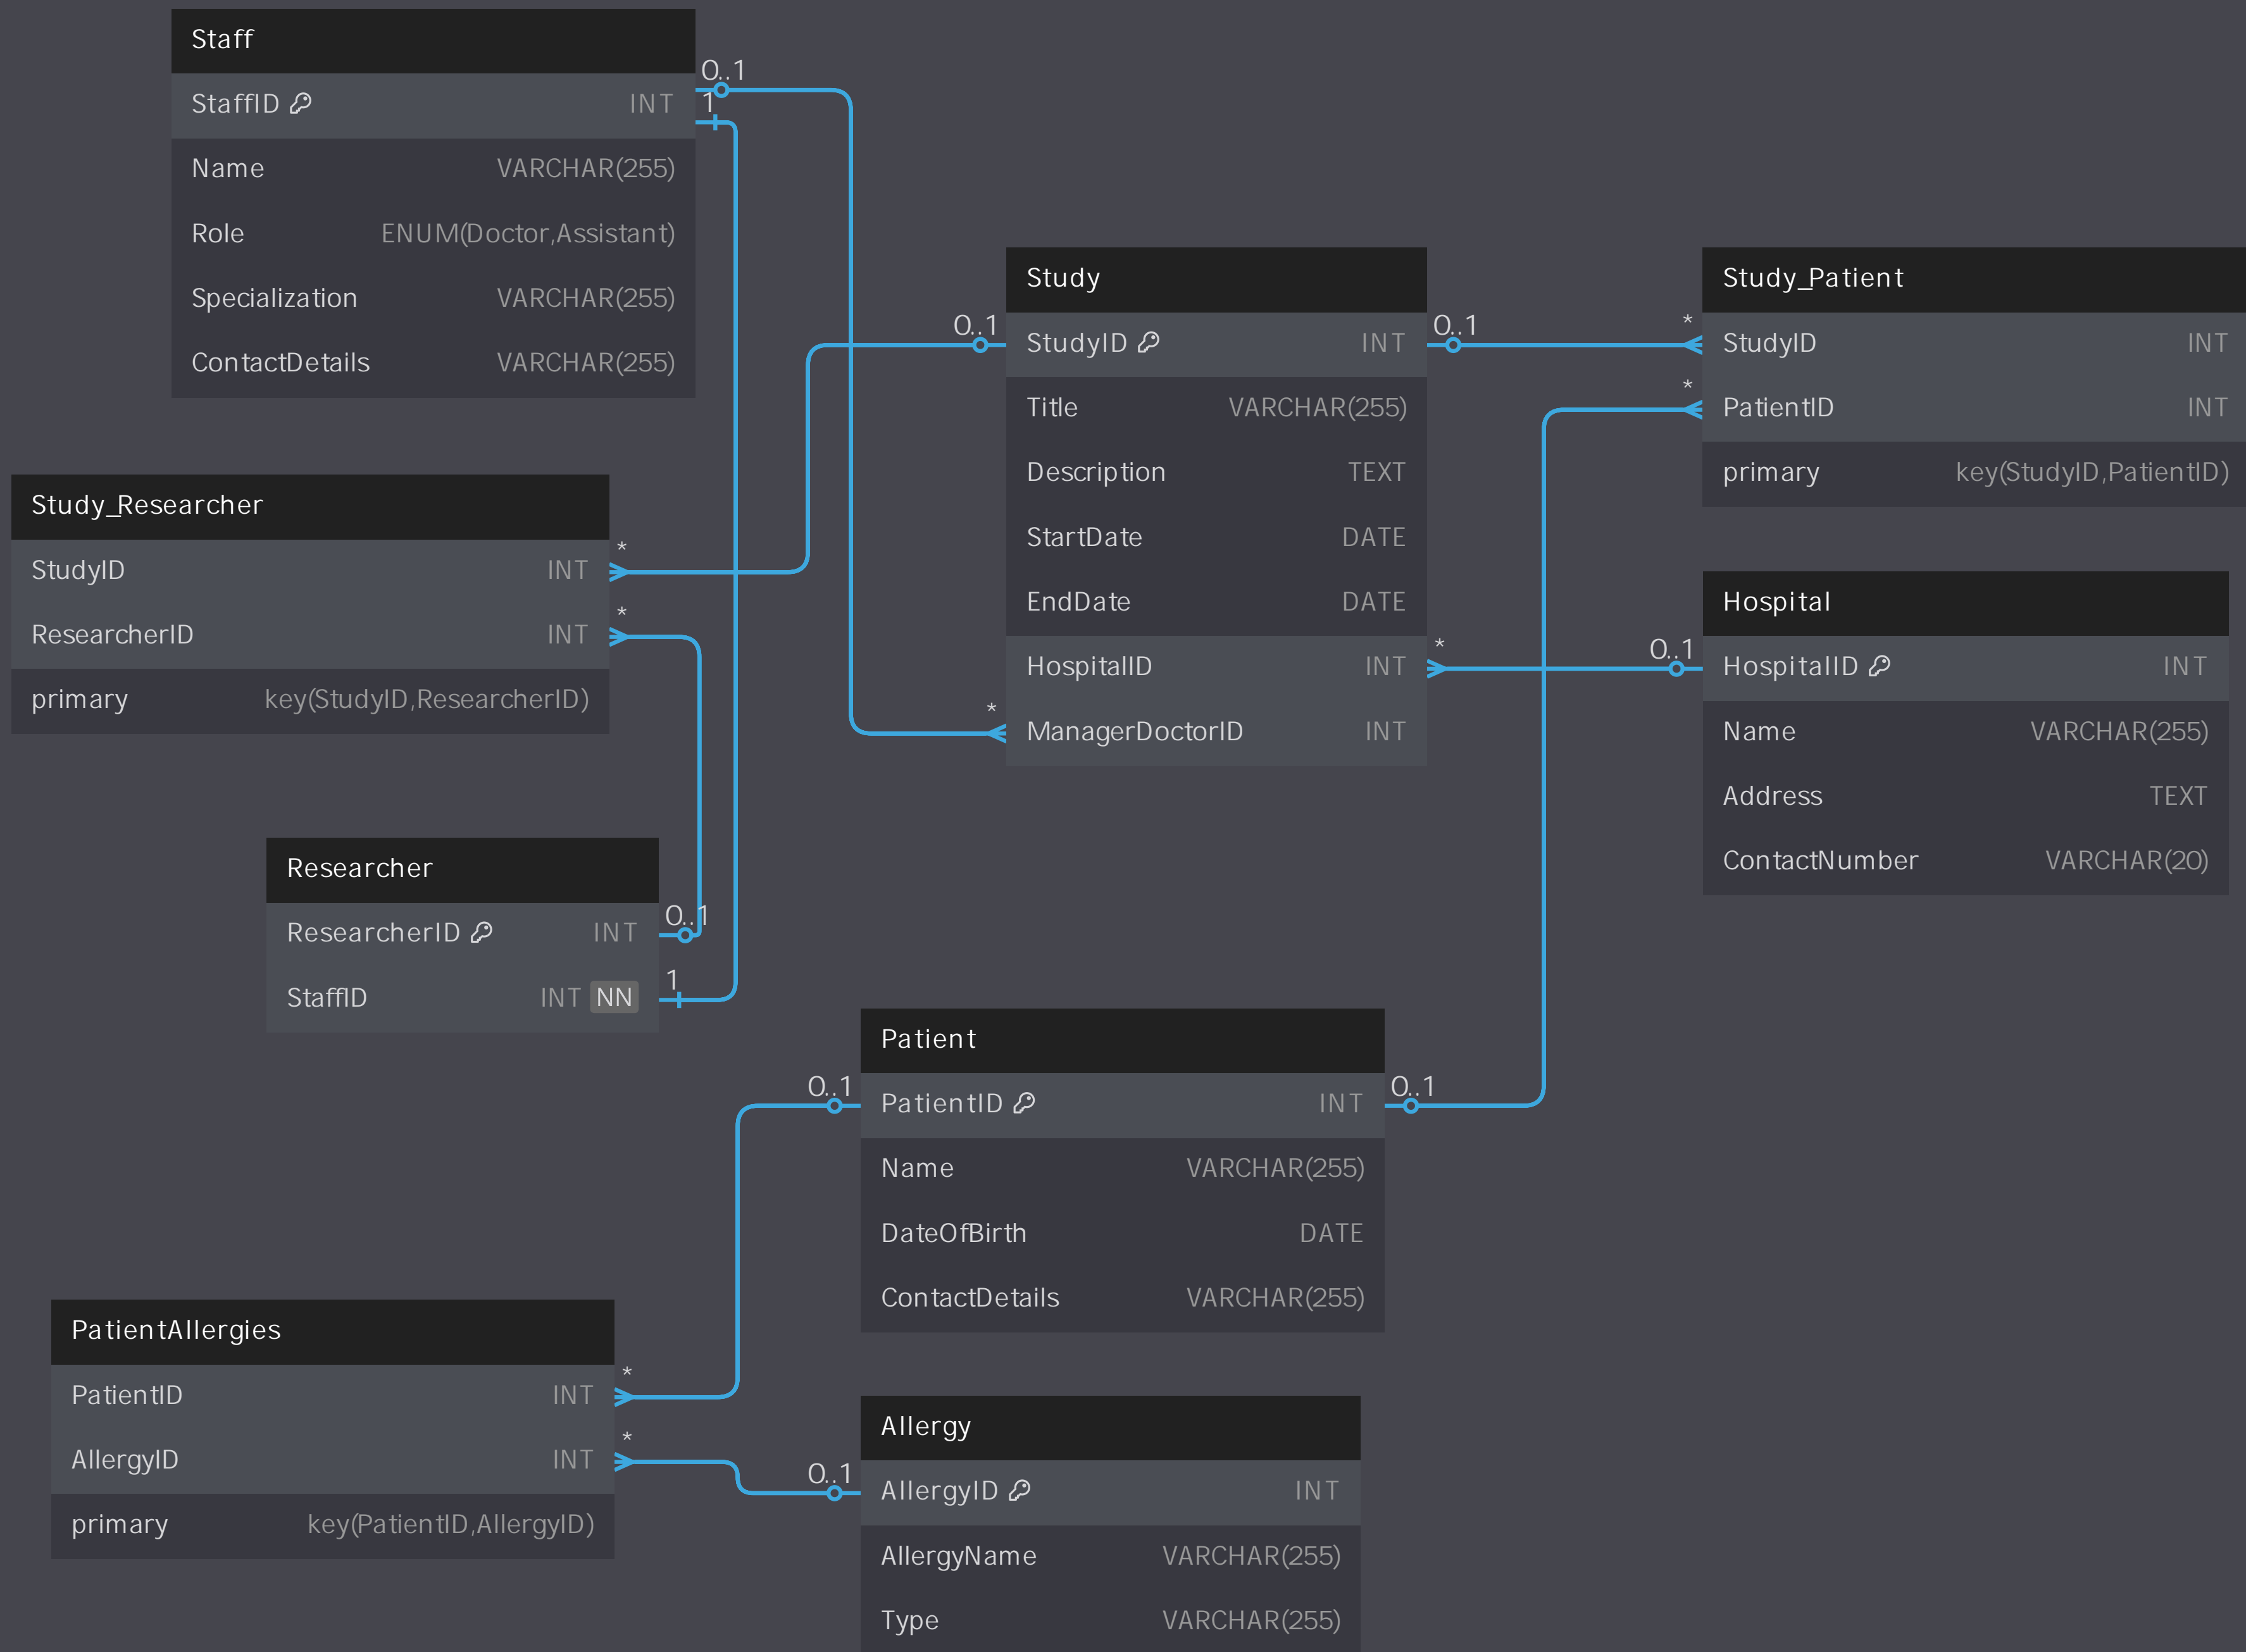 Staff
StaffID INT
Name VARCHAR(255)
Role ENUM(Doctor,Assistant)
Specialization VARCHAR(255)
ContactDetails VARCHAR(255)
0..1
1
Study_Researcher
StudyID INT
ResearcherID INT
primary key(StudyID,ResearcherID)
*
*
Researcher
ResearcherID INT
StaffID INT NN
0..1
1
Study
StudyID INT
Title VARCHAR(255)
Description TEXT
StartDate DATE
EndDate DATE
HospitalID INT
ManagerDoctorID INT
0..1
0..1
*
*
Study_Patient
StudyID INT
PatientID INT
primary key(StudyID,PatientID)
*
*
Hospital
HospitalID INT
Name VARCHAR(255)
Address TEXT
ContactNumber VARCHAR(20)
0..1
Patient
PatientID INT
Name VARCHAR(255)
DateOfBirth DATE
ContactDetails VARCHAR(255)
0..1
0..1
PatientAllergies
PatientID INT
AllergyID INT
primary key(PatientID,AllergyID)
*
*
Allergy
AllergyID INT
AllergyName VARCHAR(255)
Type VARCHAR(255)
0..1